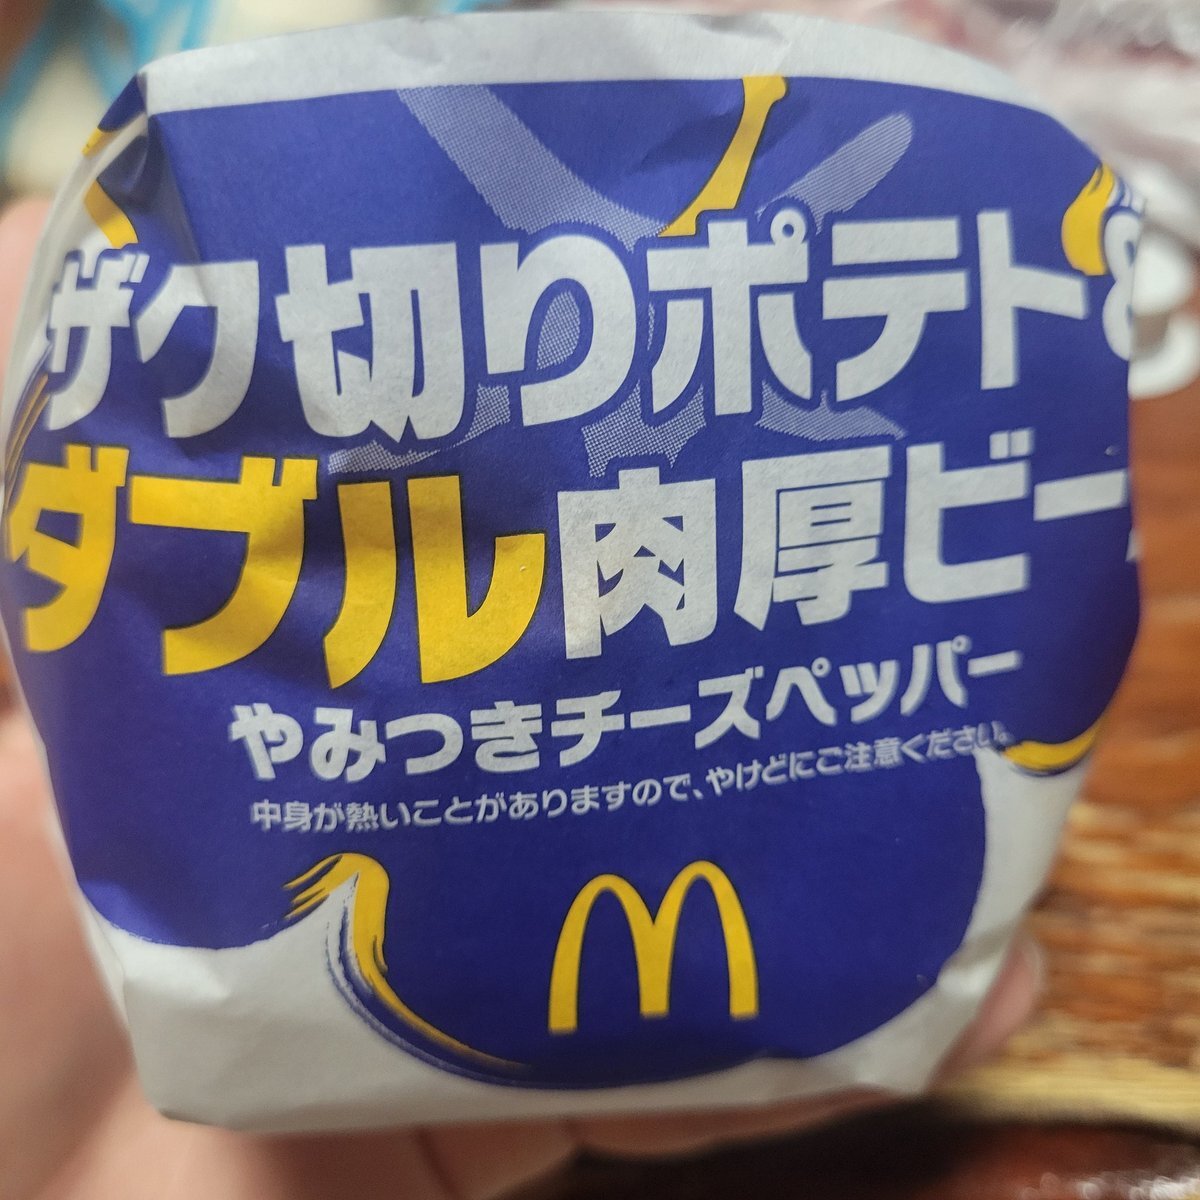 ザク切りポテト&
ダブル肉厚ビー
やみつきチーズペッパー
中身が熱いことがありますので、やけどにご注意ください。